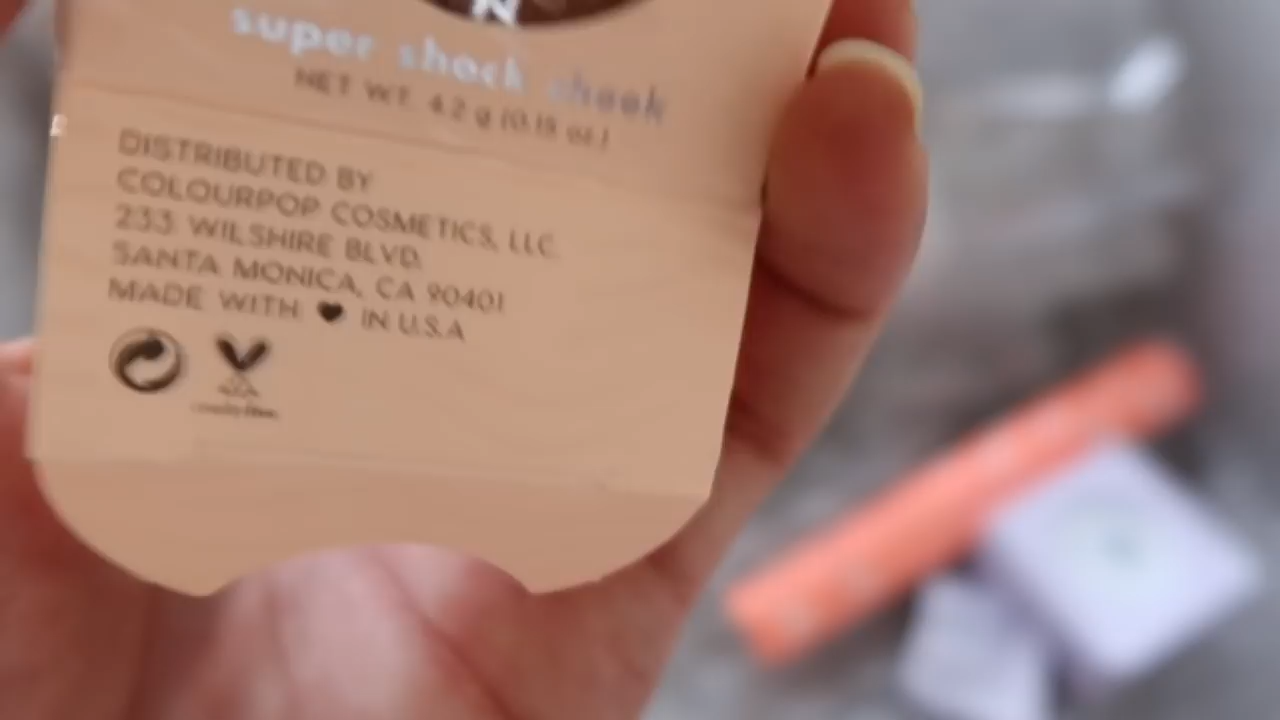 super shock cheek
NET WT. 4.2 g (0.15 oz.)
DISTRIBUTED BY
COLOURPOP COSMETICS, LLC.
233 WILSHIRE BLVD.
SANTA MONICA, CA 90401
MADE WITH ♥ IN U.S.A